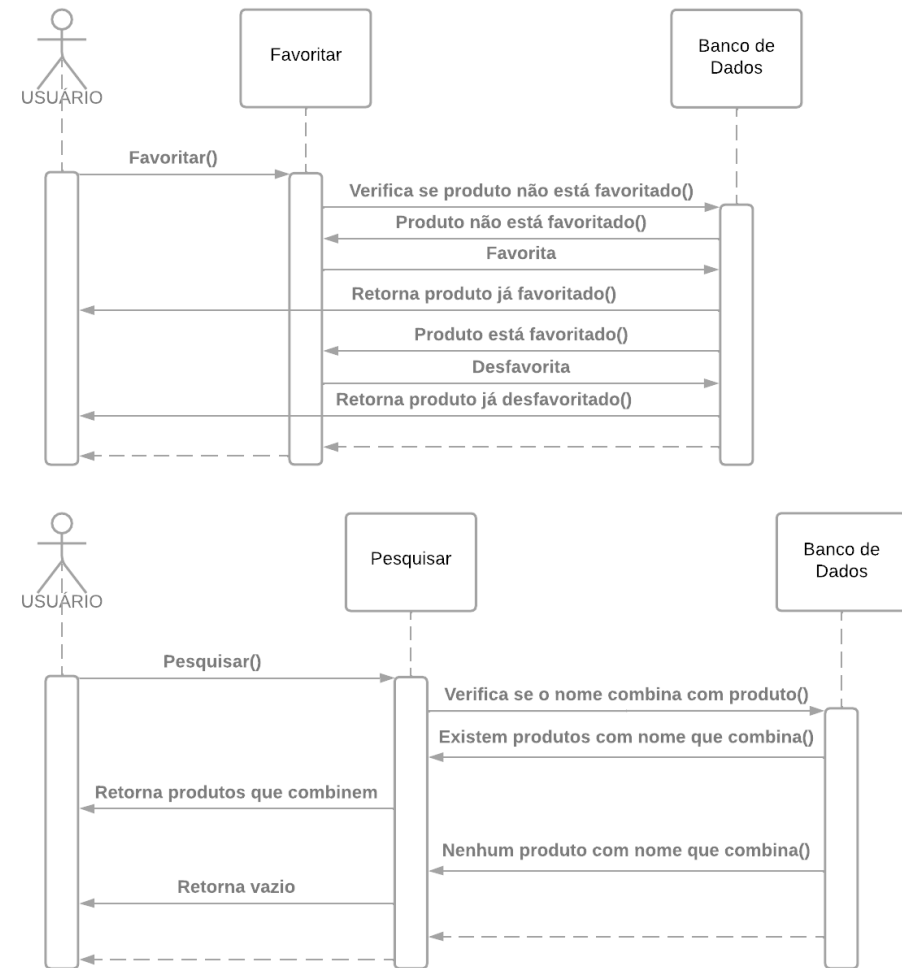 Favoritar
Banco de
Dados
USUÁRIO
Favoritar()
Verifica se produto não está favoritado()
Produto não está favoritado()
Favorita
Retorna produto já favoritado()
Produto está favoritado()
Desfavorita
Retorna produto já desfavoritado()
Pesquisar
Banco de
Dados
USUÁRIO
Pesquisar()
Verifica se o nome combina com produto()
Existem produtos com nome que combina()
Retorna produtos que combinem
Nenhum produto com nome que combina()
Retorna vazio